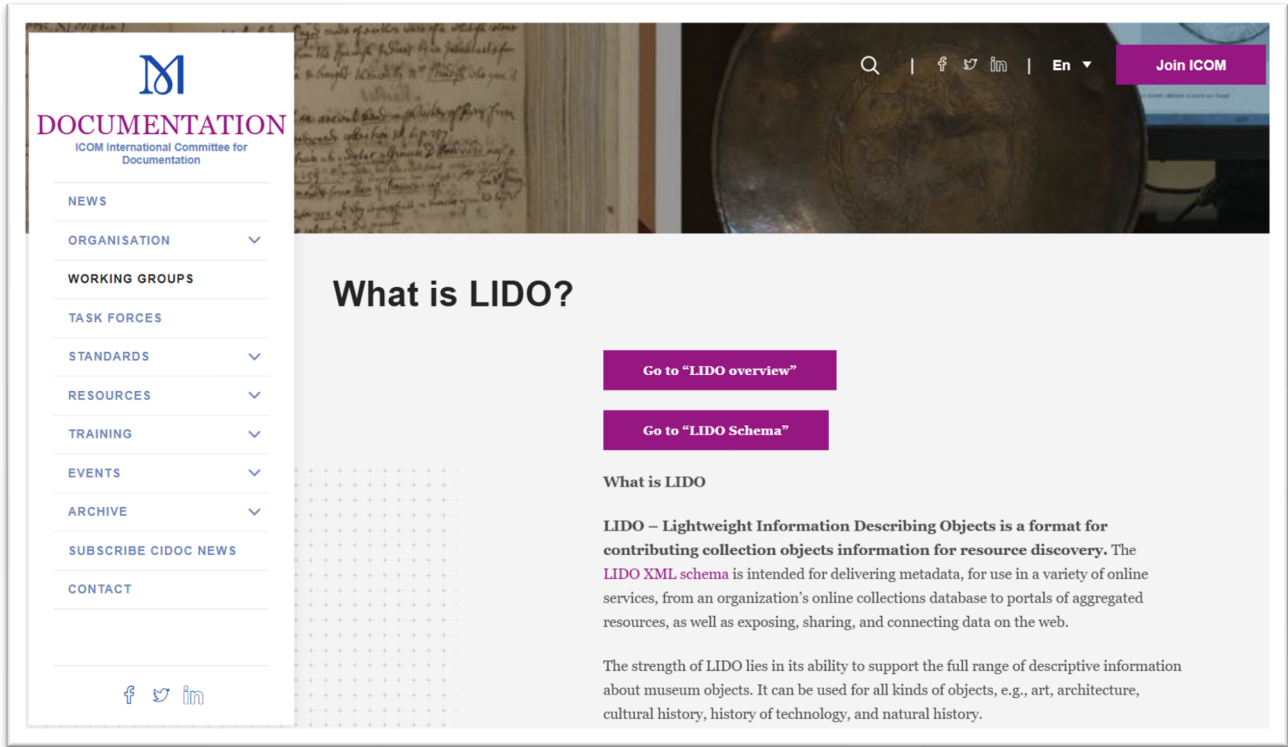 DOCUMENTATION
ICOM International Committee for
Documentation
NEWS
ORGANISATION
WORKING GROUPS
TASK FORCES
STANDARDS
RESOURCES
TRAINING
EVENTS
ARCHIVE
SUBSCRIBE CIDOC NEWS
CONTACT
| f in | En
Join ICOM
What is LIDO?
Go to “LIDO overview”
Go to “LIDO Schema”
What is LIDO
LIDO – Lightweight Information Describing Objects is a format for
contributing collection objects information for resource discovery. The
LIDO XML schema is intended for delivering metadata, for use in a variety of online
services, from an organization’s online collections database to portals of aggregated
resources, as well as exposing, sharing, and connecting data on the web.
The strength of LIDO lies in its ability to support the full range of descriptive information
about museum objects. It can be used for all kinds of objects, e.g., art, architecture,
cultural history, history of technology, and natural history.